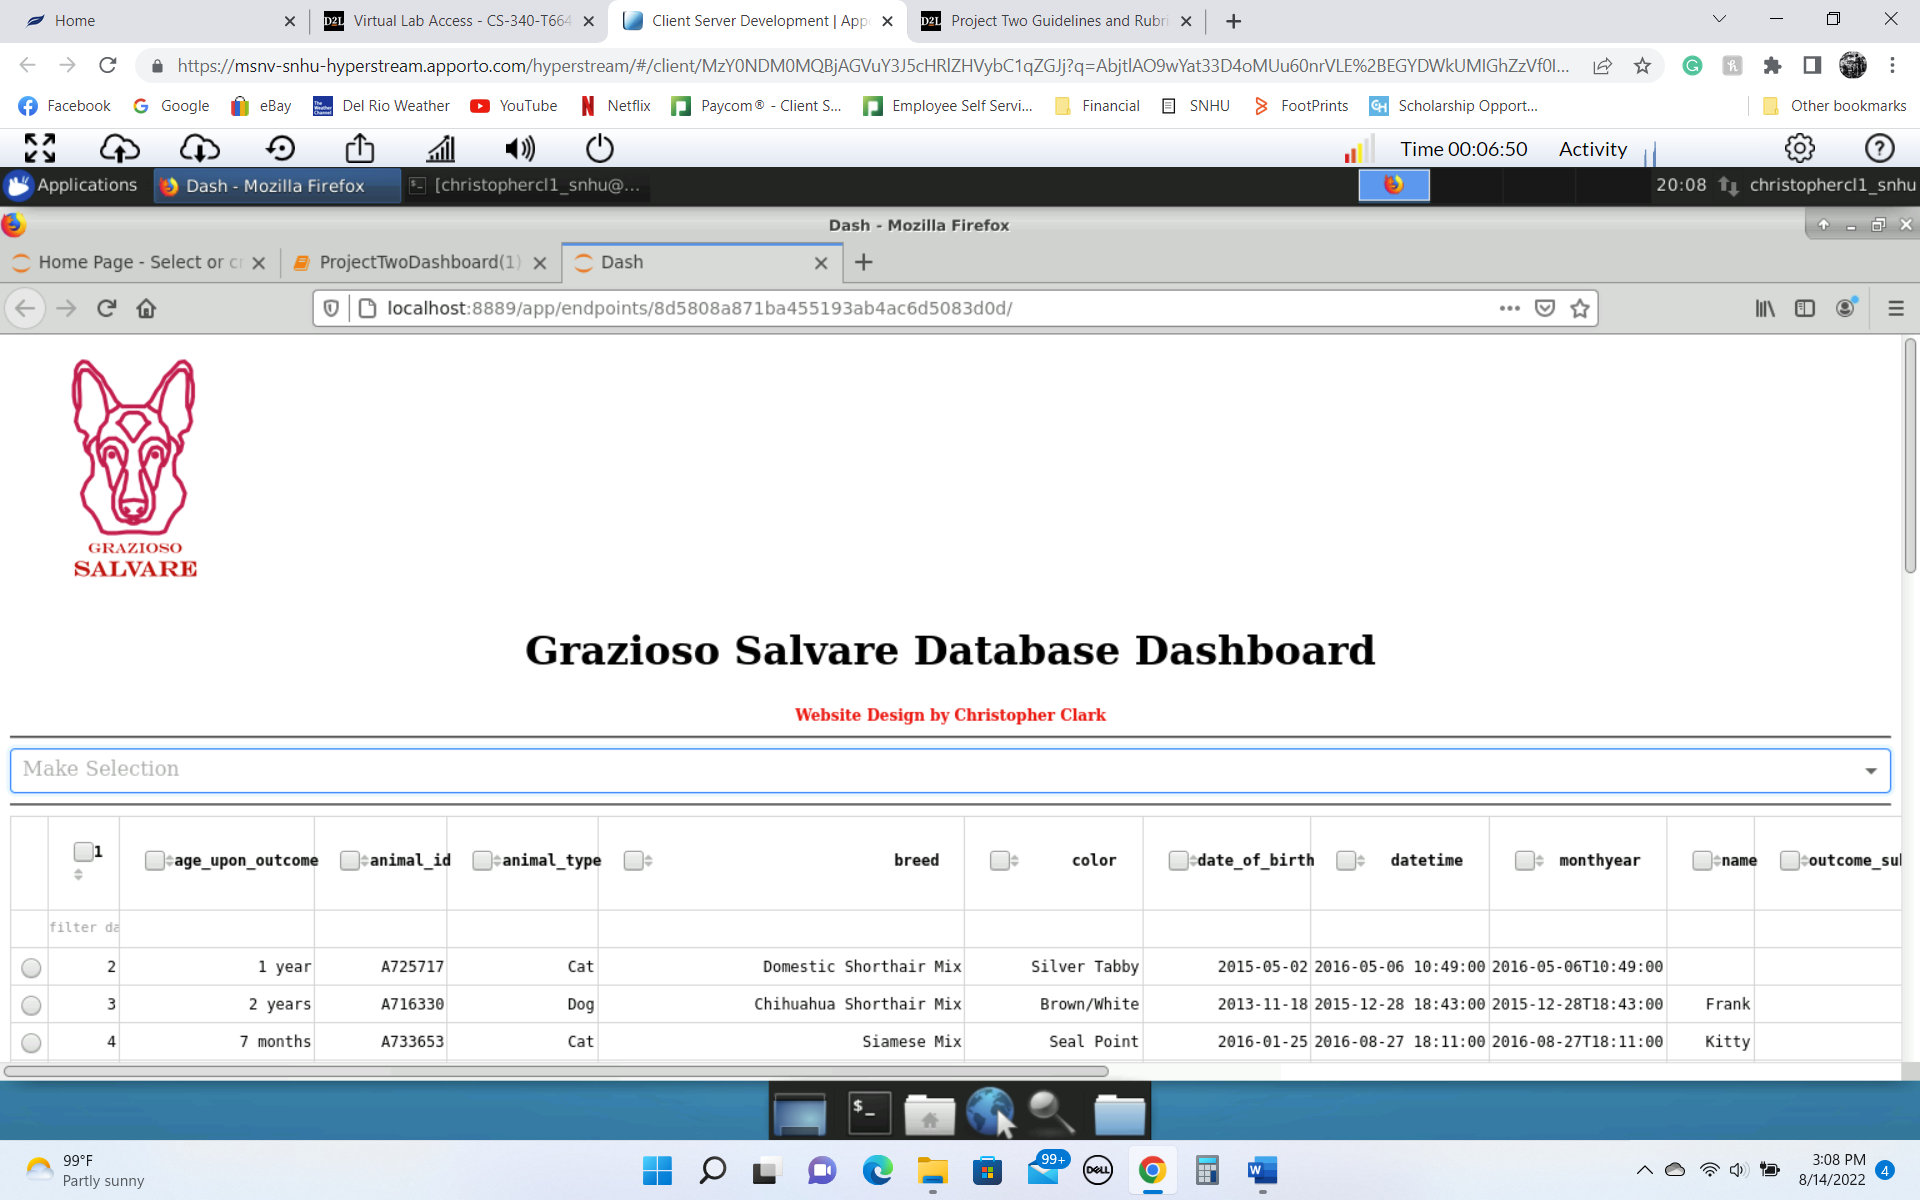 Home
Virtual Lab Access - CS-340-T664
Client Server Development | Appo
Project Two Guidelines and Rubri
https://msnv-snhu-hyperstream.apporto.com/hyperstream/#/client/MzY0NDM0MQBjAGVuY3J5cHRlZHVybC1qZGJj?q=AbjtlAO9wYat33D4oMUu60nrVLE%2BEGYDWkUMIGhZzVf0I...
Facebook
Google
eBay
Del Rio Weather
YouTube
Netflix
Paycom® - Client S...
Employee Self Servi...
Financial
SNHU
FootPrints
Scholarship Opport...
Other bookmarks
Time 00:06:50
Activity
Applications
Dash - Mozilla Firefox
[christophercl1_snhu@...
20:08
christophercl1_snhu
Dash - Mozilla Firefox
Home Page - Select or cr
ProjectTwoDashboard(1)
Dash
localhost:8889/app/endpoints/8d5808a871ba455193ab4ac6d5083d0d/
GRAZIOSO
SALVARE
Grazioso Salvare Database Dashboard
Website Design by Christopher Clark
Make Selection
1 age_upon_outcome animal_id animal_type breed color date_of_birth datetime monthyear name outcome_sul
filter da
2 1 year A725717 Cat Domestic Shorthair Mix Silver Tabby 2015-05-02 2016-05-06 10:49:00 2016-05-06T10:49:00
3 2 years A716330 Dog Chihuahua Shorthair Mix Brown/White 2013-11-18 2015-12-28 18:43:00 2015-12-28T18:43:00 Frank
4 7 months A733653 Cat Siamese Mix Seal Point 2016-01-25 2016-08-27 18:11:00 2016-08-27T18:11:00 Kitty
99°F
Partly sunny
99+
DELL
3:08 PM
8/14/2022
4